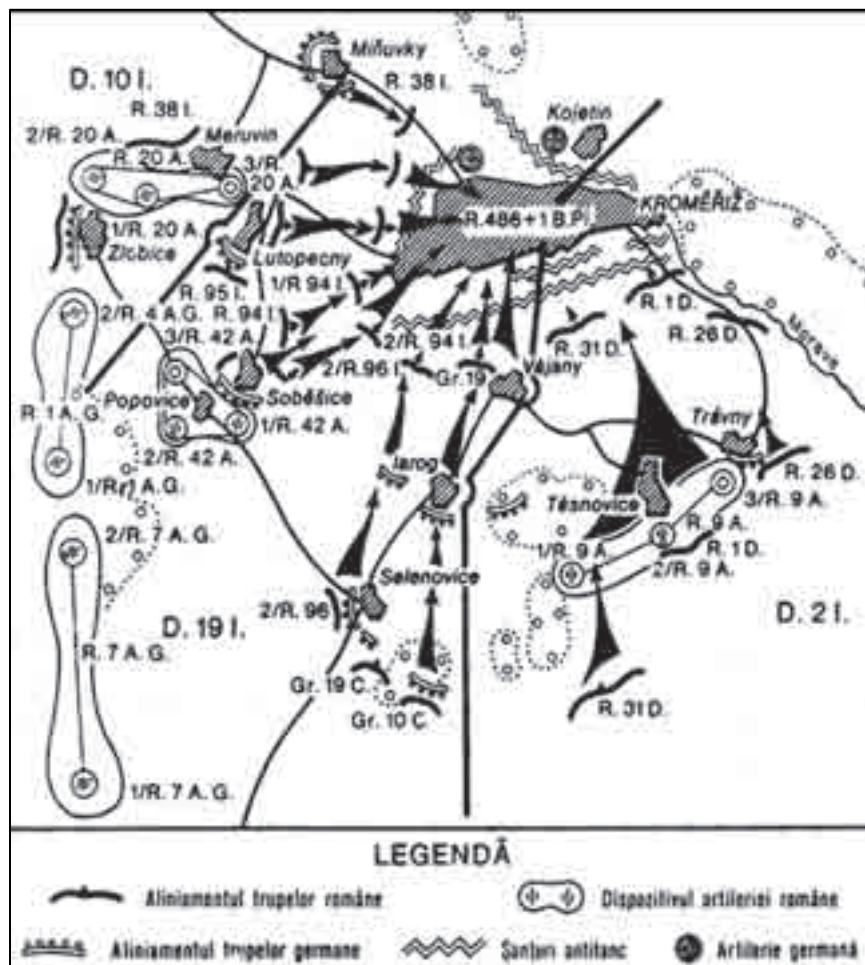 Miňuvky
D. 10 I.
R. 38 I.
R. 38 I.
Kojetin
2/R. 20 A.
Meruvin
R. 20 A.
3/R.
20 A.
KROMĚRIŽ
R.486+1 B.P.
1/R. 20 A.
Zlobice
Lutopecny
1/R 94 I.
R. 95 I.
R. 94 I.
2/R. 4 A.G.
3/R. 42 A.
R. 1 D.
R. 26 D.
Morava
2/R. 94 I.
R. 31 D.
2/R.96 I.
Gr. 19
Vajany
R. 1 A.G.
Popovice
Soběšice
1/R. 42 A.
Trávny
2/R. 42 A.
Iarog
R. 26 D.
Těsnovice
3/R. 9 A.
R. 9 A.
2/R. 7 A.G.
1/R. 9 A.
R. 1 D.
2/R. 9 A.
Selenovice
2/R. 96
D. 19 I.
D. 2 I.
R. 7 A.G.
Gr. 19 C.
Gr. 10 C
R. 31 D.
1/R. 7 A. G.
LEGENDĂ
Aliniamentul trupelor române
Dispozitivul artileriei române
Aliniamentul trupelor germane
Șanțuri antitanc
Artilerie germană